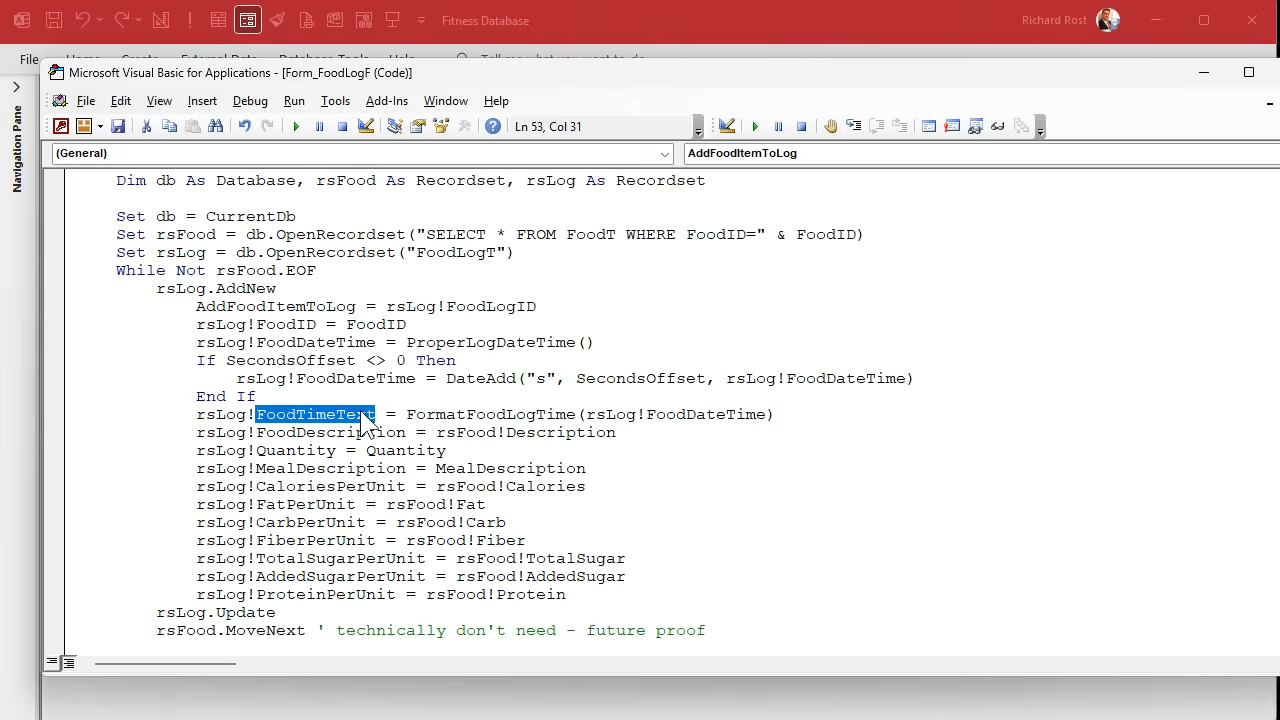 Fitness Database
Richard Rost
File
Microsoft Visual Basic for Applications - [Form_FoodLogF (Code)]
File Edit View Insert Debug Run Tools Add-Ins Window Help
Ln 53, Col 31
(General)
AddFoodItemToLog
Navigation Pane
Dim db As Database, rsFood As Recordset, rsLog As Recordset
Set db = CurrentDb
Set rsFood = db.OpenRecordset("SELECT * FROM FoodT WHERE FoodID=" & FoodID)
Set rsLog = db.OpenRecordset("FoodLogT")
While Not rsFood.EOF
rsLog.AddNew
AddFoodItemToLog = rsLog!FoodLogID
rsLog!FoodID = FoodID
rsLog!FoodDateTime = ProperLogDateTime()
If SecondsOffset <> 0 Then
rsLog!FoodDateTime = DateAdd("s", SecondsOffset, rsLog!FoodDateTime)
End If
rsLog!FoodTimeText = FormatFoodLogTime(rsLog!FoodDateTime)
rsLog!FoodDescription = rsFood!Description
rsLog!Quantity = Quantity
rsLog!MealDescription = MealDescription
rsLog!CaloriesPerUnit = rsFood!Calories
rsLog!FatPerUnit = rsFood!Fat
rsLog!CarbPerUnit = rsFood!Carb
rsLog!FiberPerUnit = rsFood!Fiber
rsLog!TotalSugarPerUnit = rsFood!TotalSugar
rsLog!AddedSugarPerUnit = rsFood!AddedSugar
rsLog!ProteinPerUnit = rsFood!Protein
rsLog.Update
rsFood.MoveNext ' technically don't need - future proof